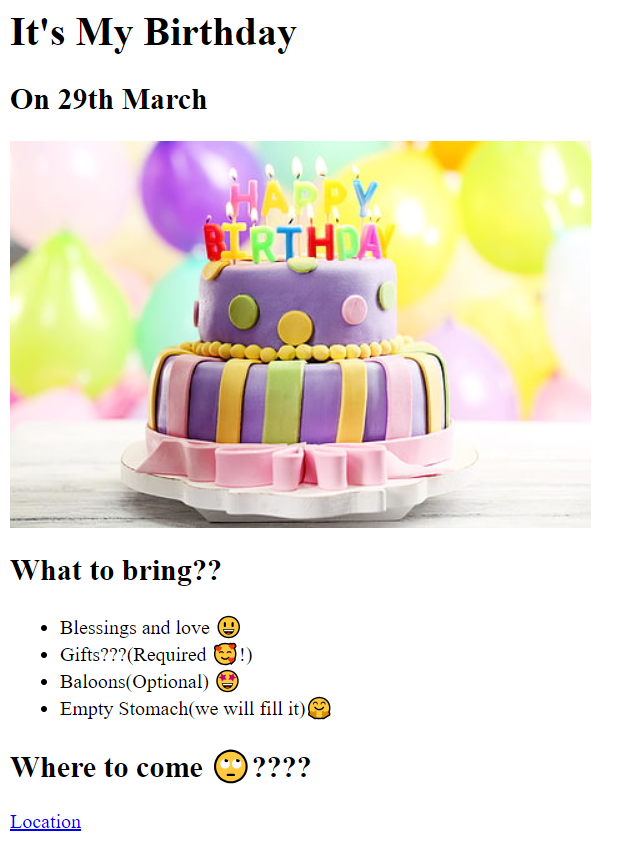 It's My Birthday
On 29th March
HAPPY
BIRTHDAY
What to bring??
Blessings and love 😃
Gifts???(Required 🥰!)
Baloons(Optional) 🤩
Empty Stomach(we will fill it)🤗
Where to come 🙄????
Location